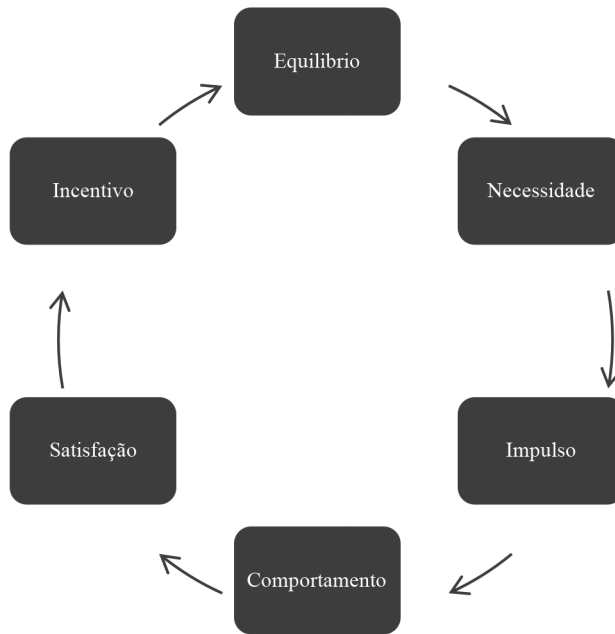 Equilibrio
Necessidade
Impulso
Comportamento
Satisfação
Incentivo